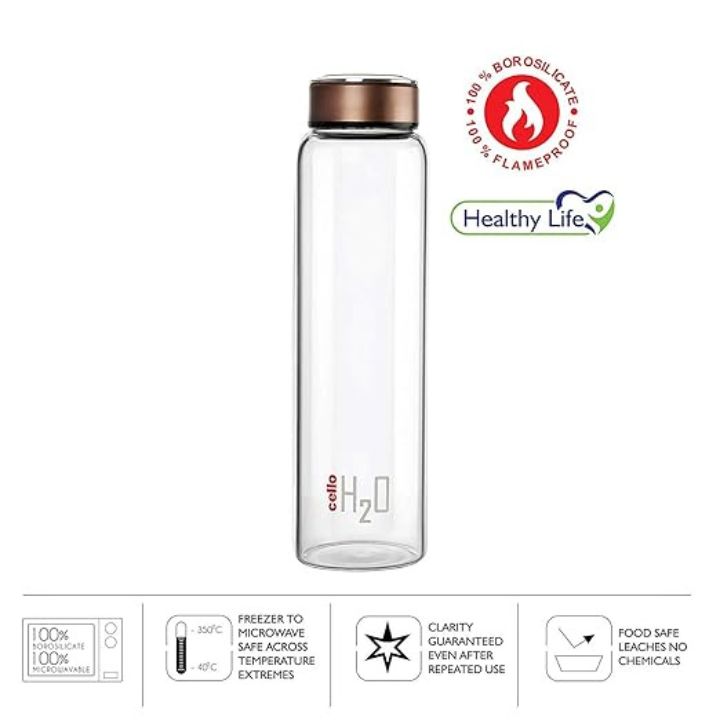 100 % BOROSILICATE
100 % FLAMEPROOF
Healthy Life
cello
H2O
100%
BOROSILICATE
100%
MICROWAVABLE
- 350°C
- 40°C
FREEZER TO
MICROWAVE
SAFE ACROSS
TEMPERATURE
EXTREMES
CLARITY
GUARANTEED
EVEN AFTER
REPEATED USE
FOOD SAFE
LEACHES NO
CHEMICALS